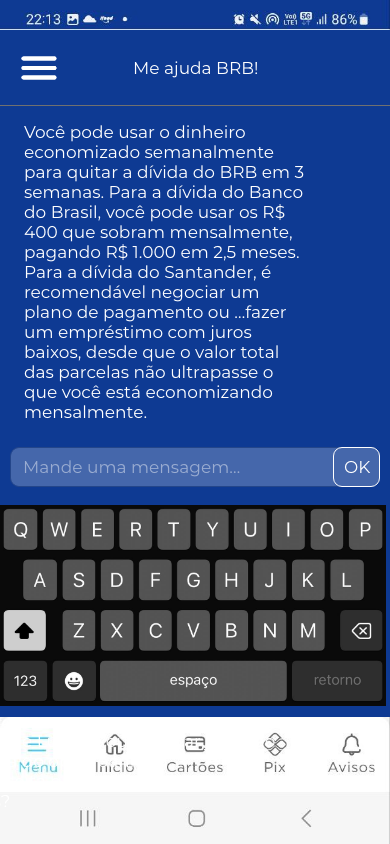 22:13
Vo)) LTE1 5G 86%
Me ajuda BRB!
Você pode usar o dinheiro
economizado semanalmente
para quitar a dívida do BRB em 3
semanas. Para a dívida do Banco
do Brasil, você pode usar os R$
400 que sobram mensalmente,
pagando R$ 1.000 em 2,5 meses.
Para a dívida do Santander, é
recomendável negociar um
plano de pagamento ou ...fazer
um empréstimo com juros
baixos, desde que o valor total
das parcelas não ultrapasse o
que você está economizando
mensalmente.
Mande uma mensagem... OK
Q W E R T Y U I O P
A S D F G H J K L
Z X C V B N M
123 espaço retorno
Menu Início Cartões Pix Avisos